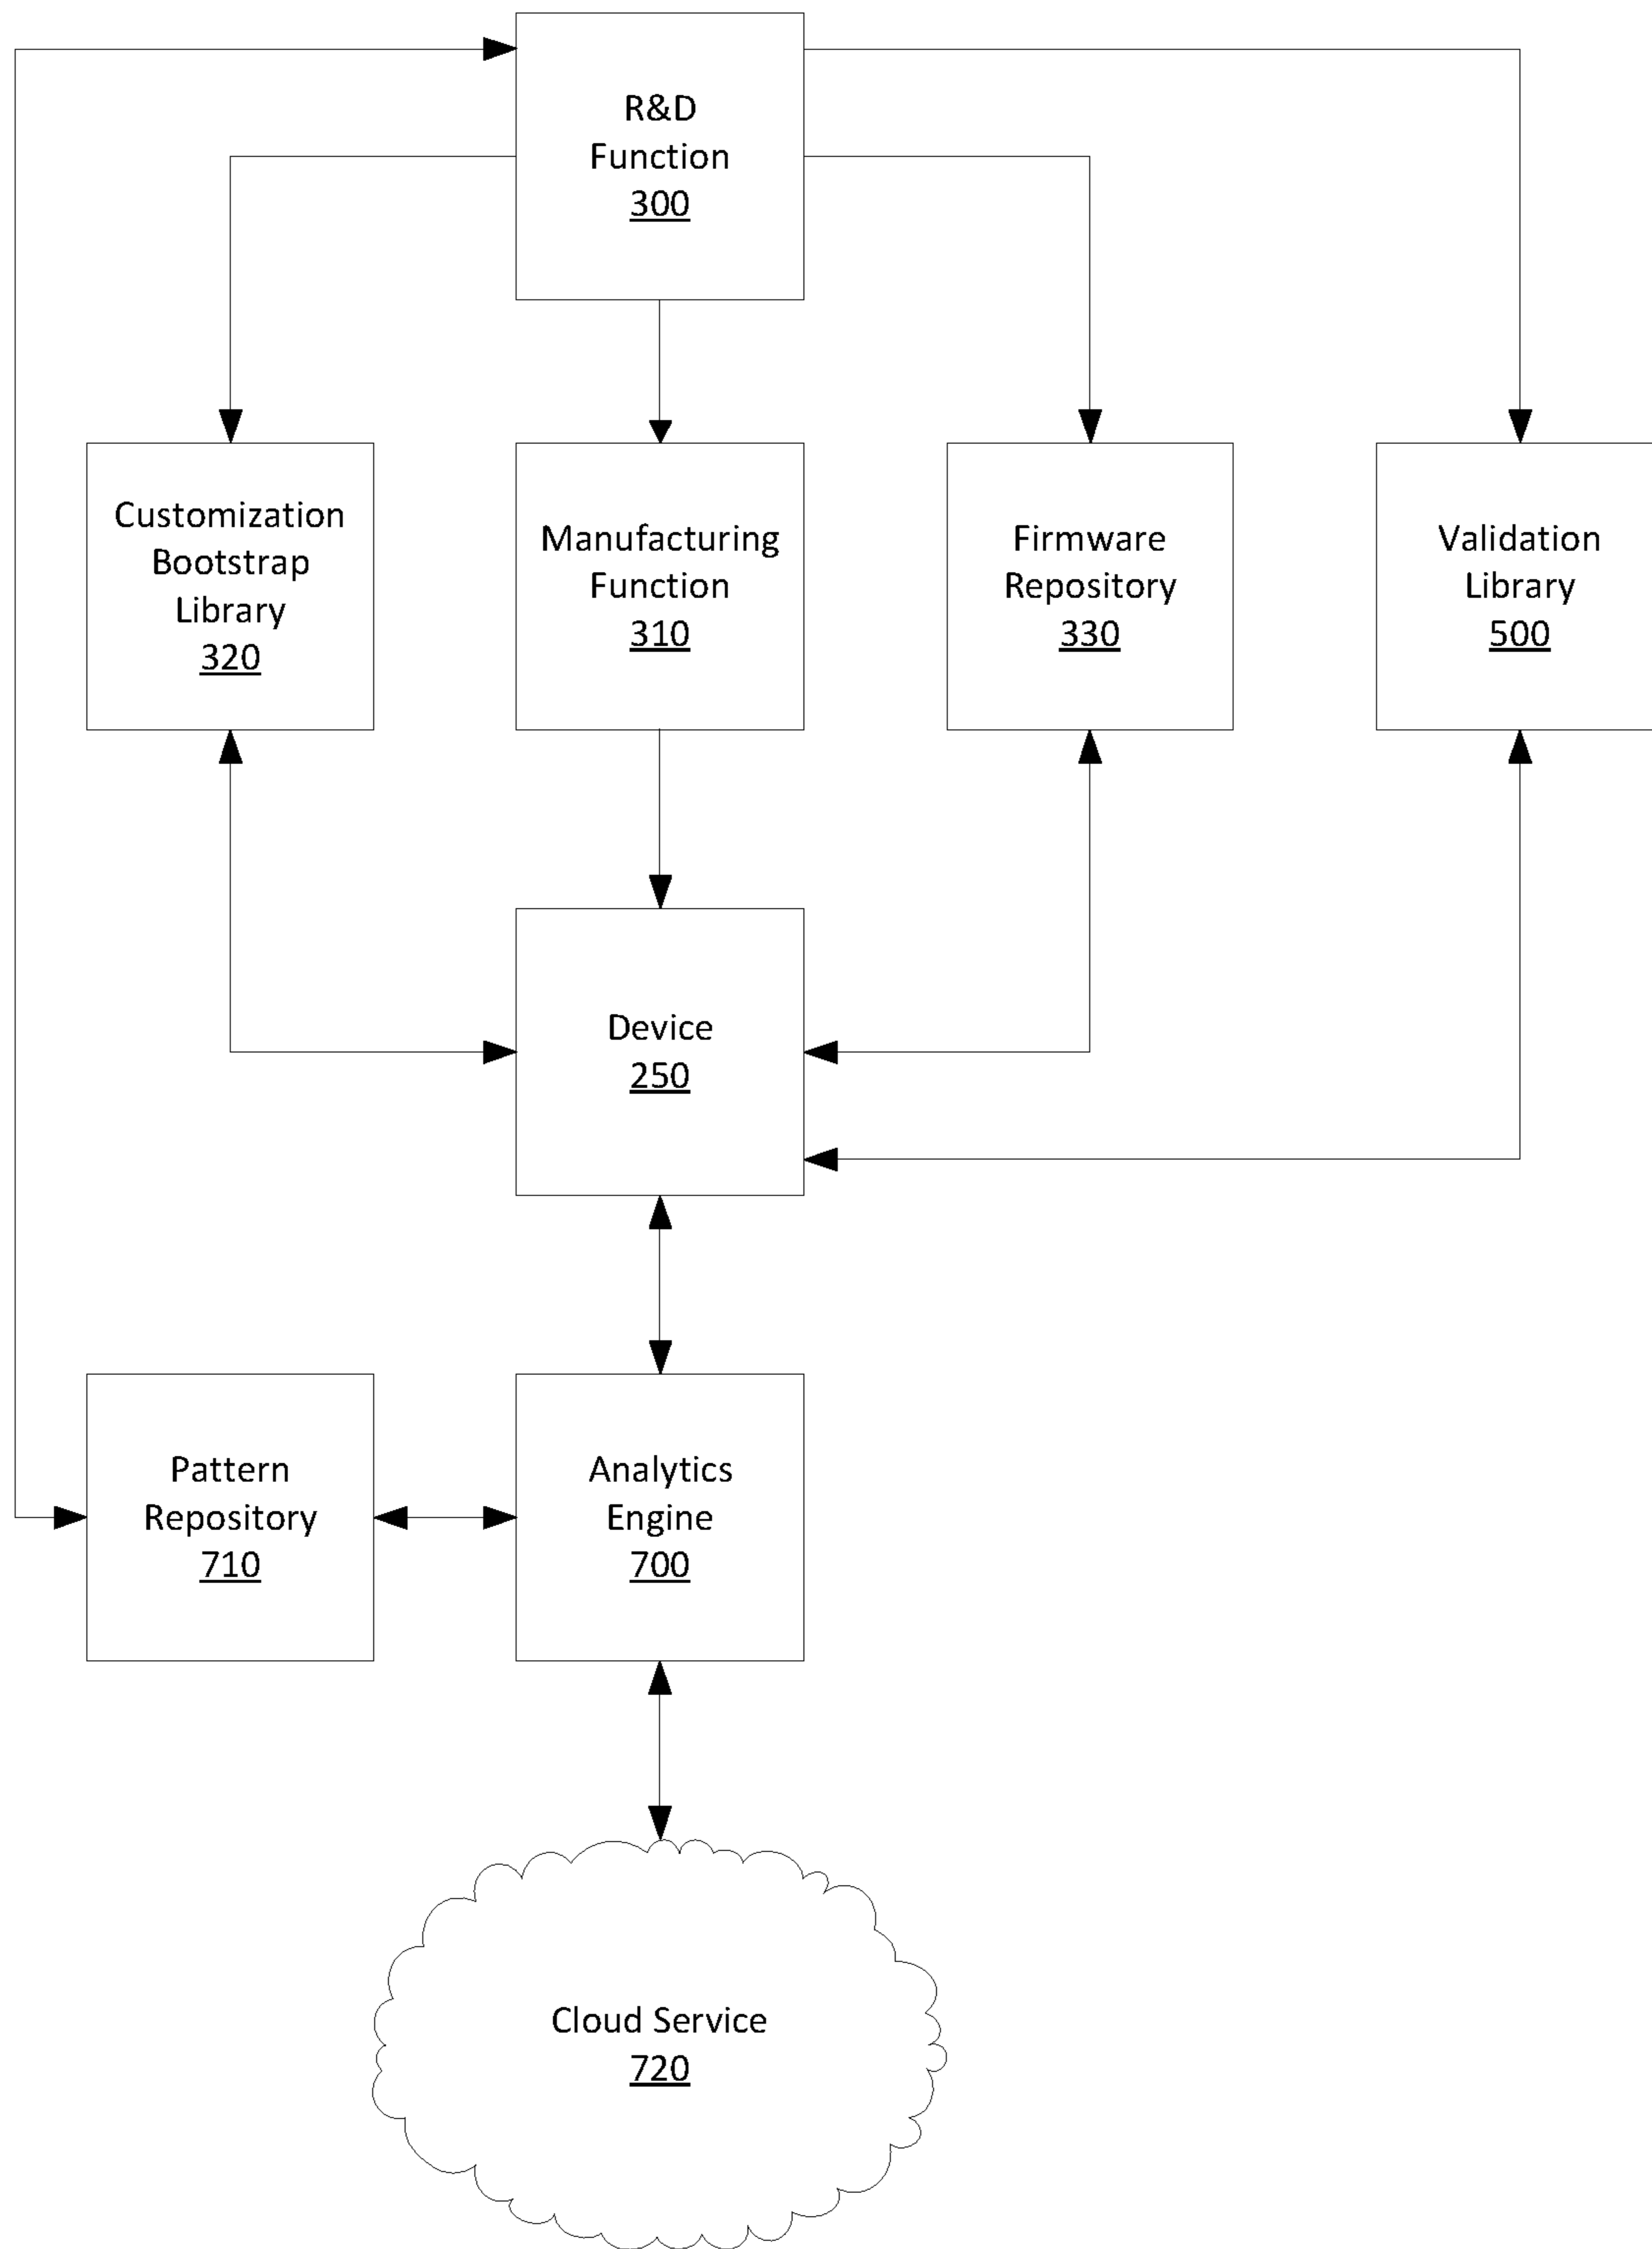 R&D
Function
300
Customization
Bootstrap
Library
320
Manufacturing
Function
310
Firmware
Repository
330
Validation
Library
500
Device
250
Pattern
Repository
710
Analytics
Engine
700
Cloud Service
720